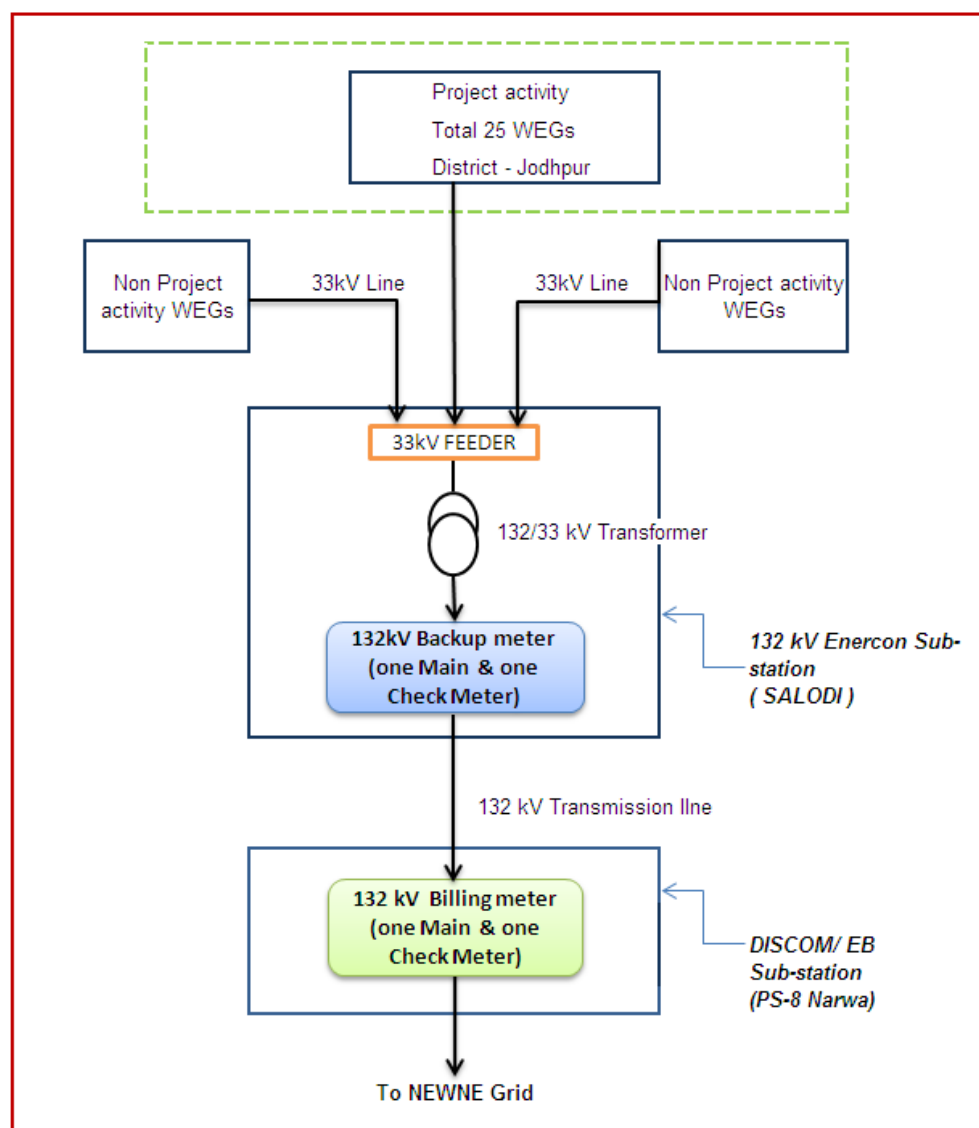 Project activity
Total 25 WEGs
District - Jodhpur
Non Project
activity WEGs
33kV Line
33kV Line
Non Project activity
WEGs
33kV FEEDER
132/33 kV Transformer
132kV Backup meter
(one Main & one
Check Meter)
132 kV Enercon Sub-
station
( SALODI )
132 kV Transmission lIne
132 kV Billing meter
(one Main & one
Check Meter)
DISCOM/ EB
Sub-station
(PS-8 Narwa)
To NEWNE Grid